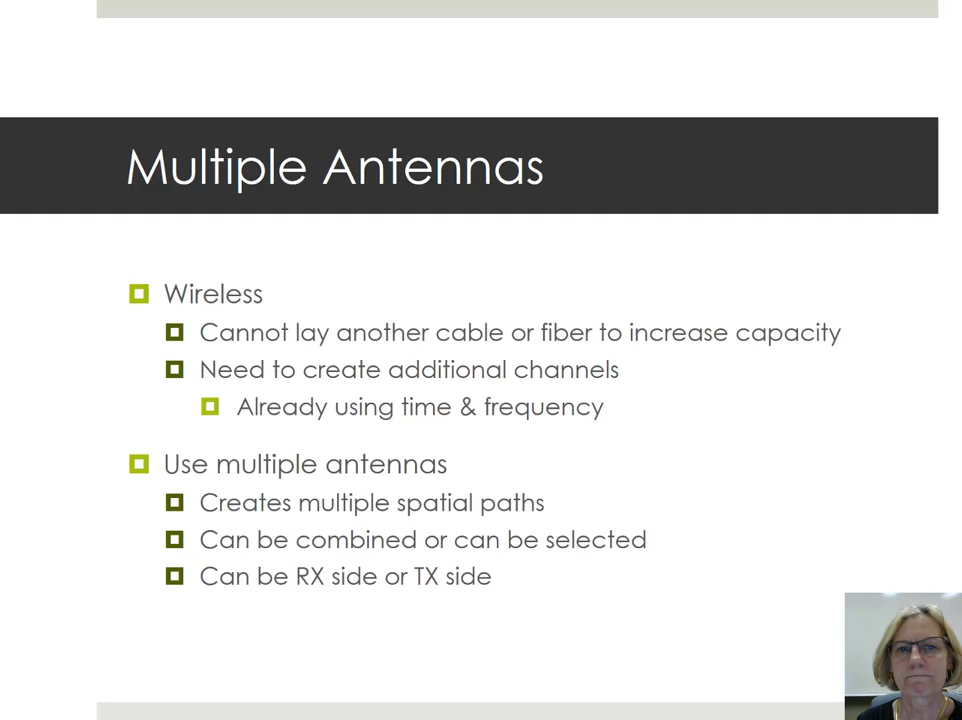 Multiple Antennas
Wireless
Cannot lay another cable or fiber to increase capacity
Need to create additional channels
Already using time & frequency
Use multiple antennas
Creates multiple spatial paths
Can be combined or can be selected
Can be RX side or TX side